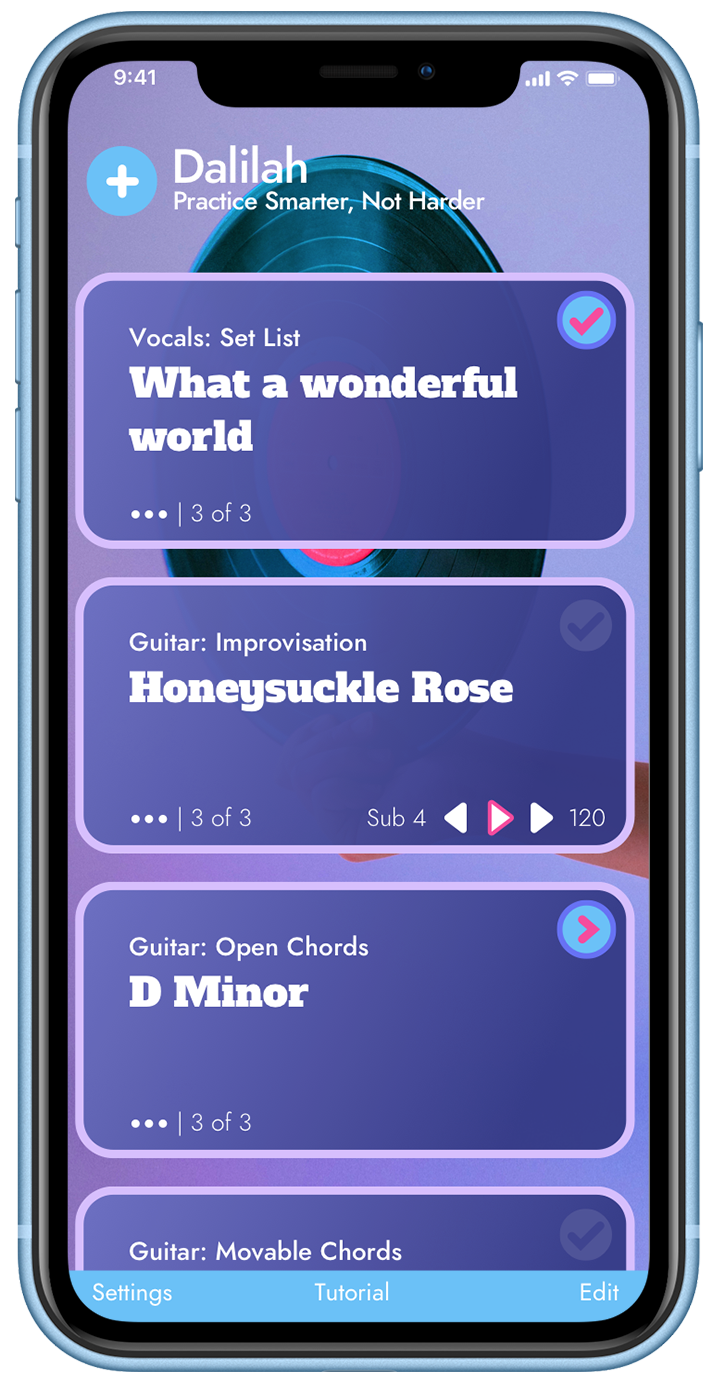 9:41
Dalilah
Practice Smarter, Not Harder
Vocals: Set List
What a wonderful
world
••• | 3 of 3
Guitar: Improvisation
Honeysuckle Rose
••• | 3 of 3 Sub 4 120
Guitar: Open Chords
D Minor
••• | 3 of 3
Guitar: Movable Chords
Settings Tutorial Edit